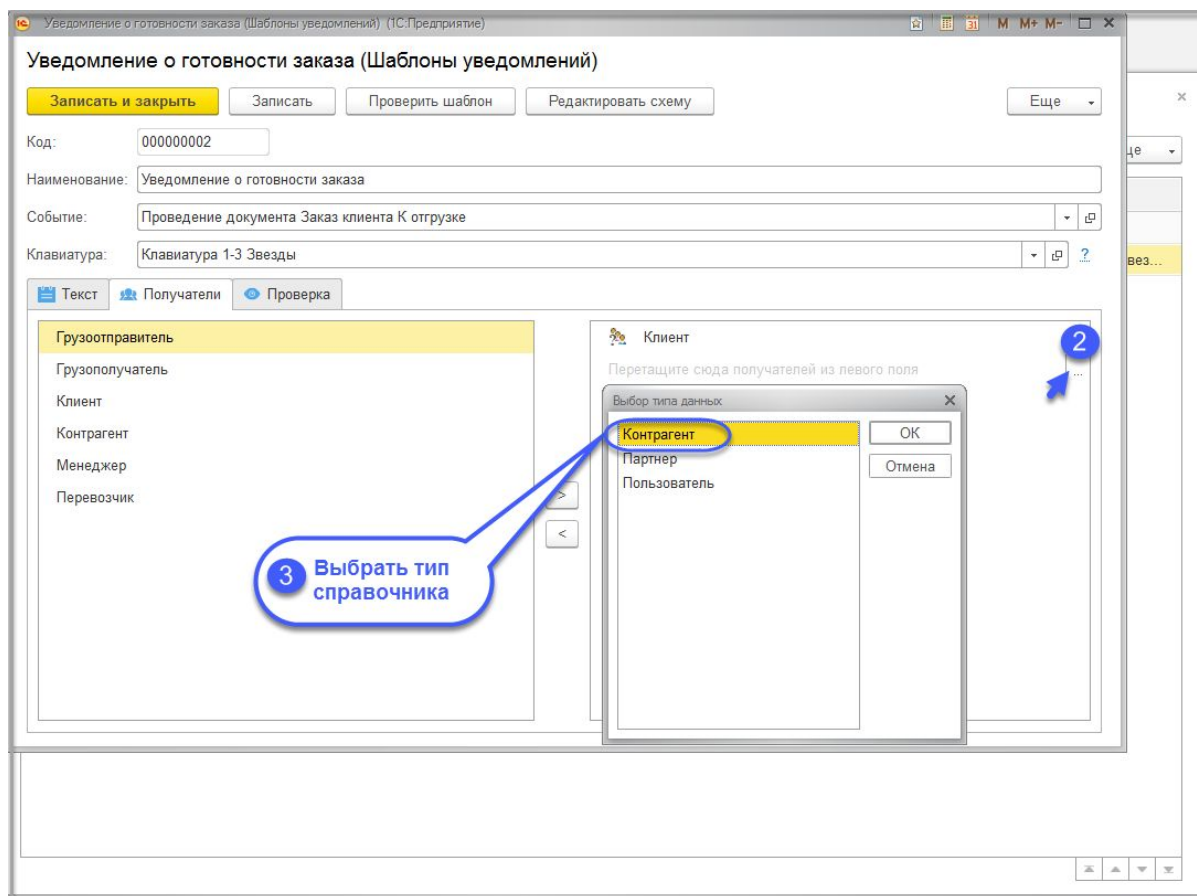 Уведомление о готовности заказа (Шаблоны уведомлений) (1С:Предприятие)
31 M M+ M-
Уведомление о готовности заказа (Шаблоны уведомлений)
Записать и закрыть Записать Проверить шаблон Редактировать схему Еще
Код: 000000002
ще
Наименование: Уведомление о готовности заказа
Событие: Проведение документа Заказ клиента К отгрузке
Клавиатура: Клавиатура 1-3 Звезды ?
вез...
Текст Получатели Проверка
Грузоотправитель
Грузополучатель
Клиент
Контрагент
Менеджер
Перевозчик
>
<
Клиент
2
Перетащите сюда получателей из левого поля
...
Выбор типа данных
Контрагент
Партнер
Пользователь
ОК
Отмена
3 Выбрать тип
справочника